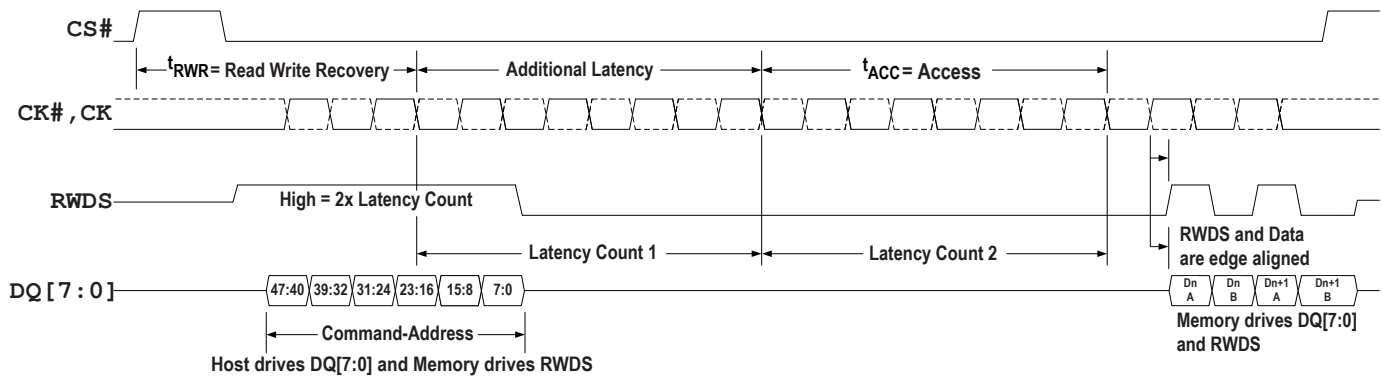 CS#
tRWR= Read Write Recovery
Additional Latency
tACC= Access
CK#,CK
RWDS
High = 2x Latency Count
Latency Count 1
Latency Count 2
RWDS and Data
are edge aligned
DQ[7:0]
47:40 39:32 31:24 23:16 15:8 7:0
Dn
A
Dn
B
Dn+1
A
Dn+1
B
Command-Address
Host drives DQ[7:0] and Memory drives RWDS
Memory drives DQ[7:0]
and RWDS